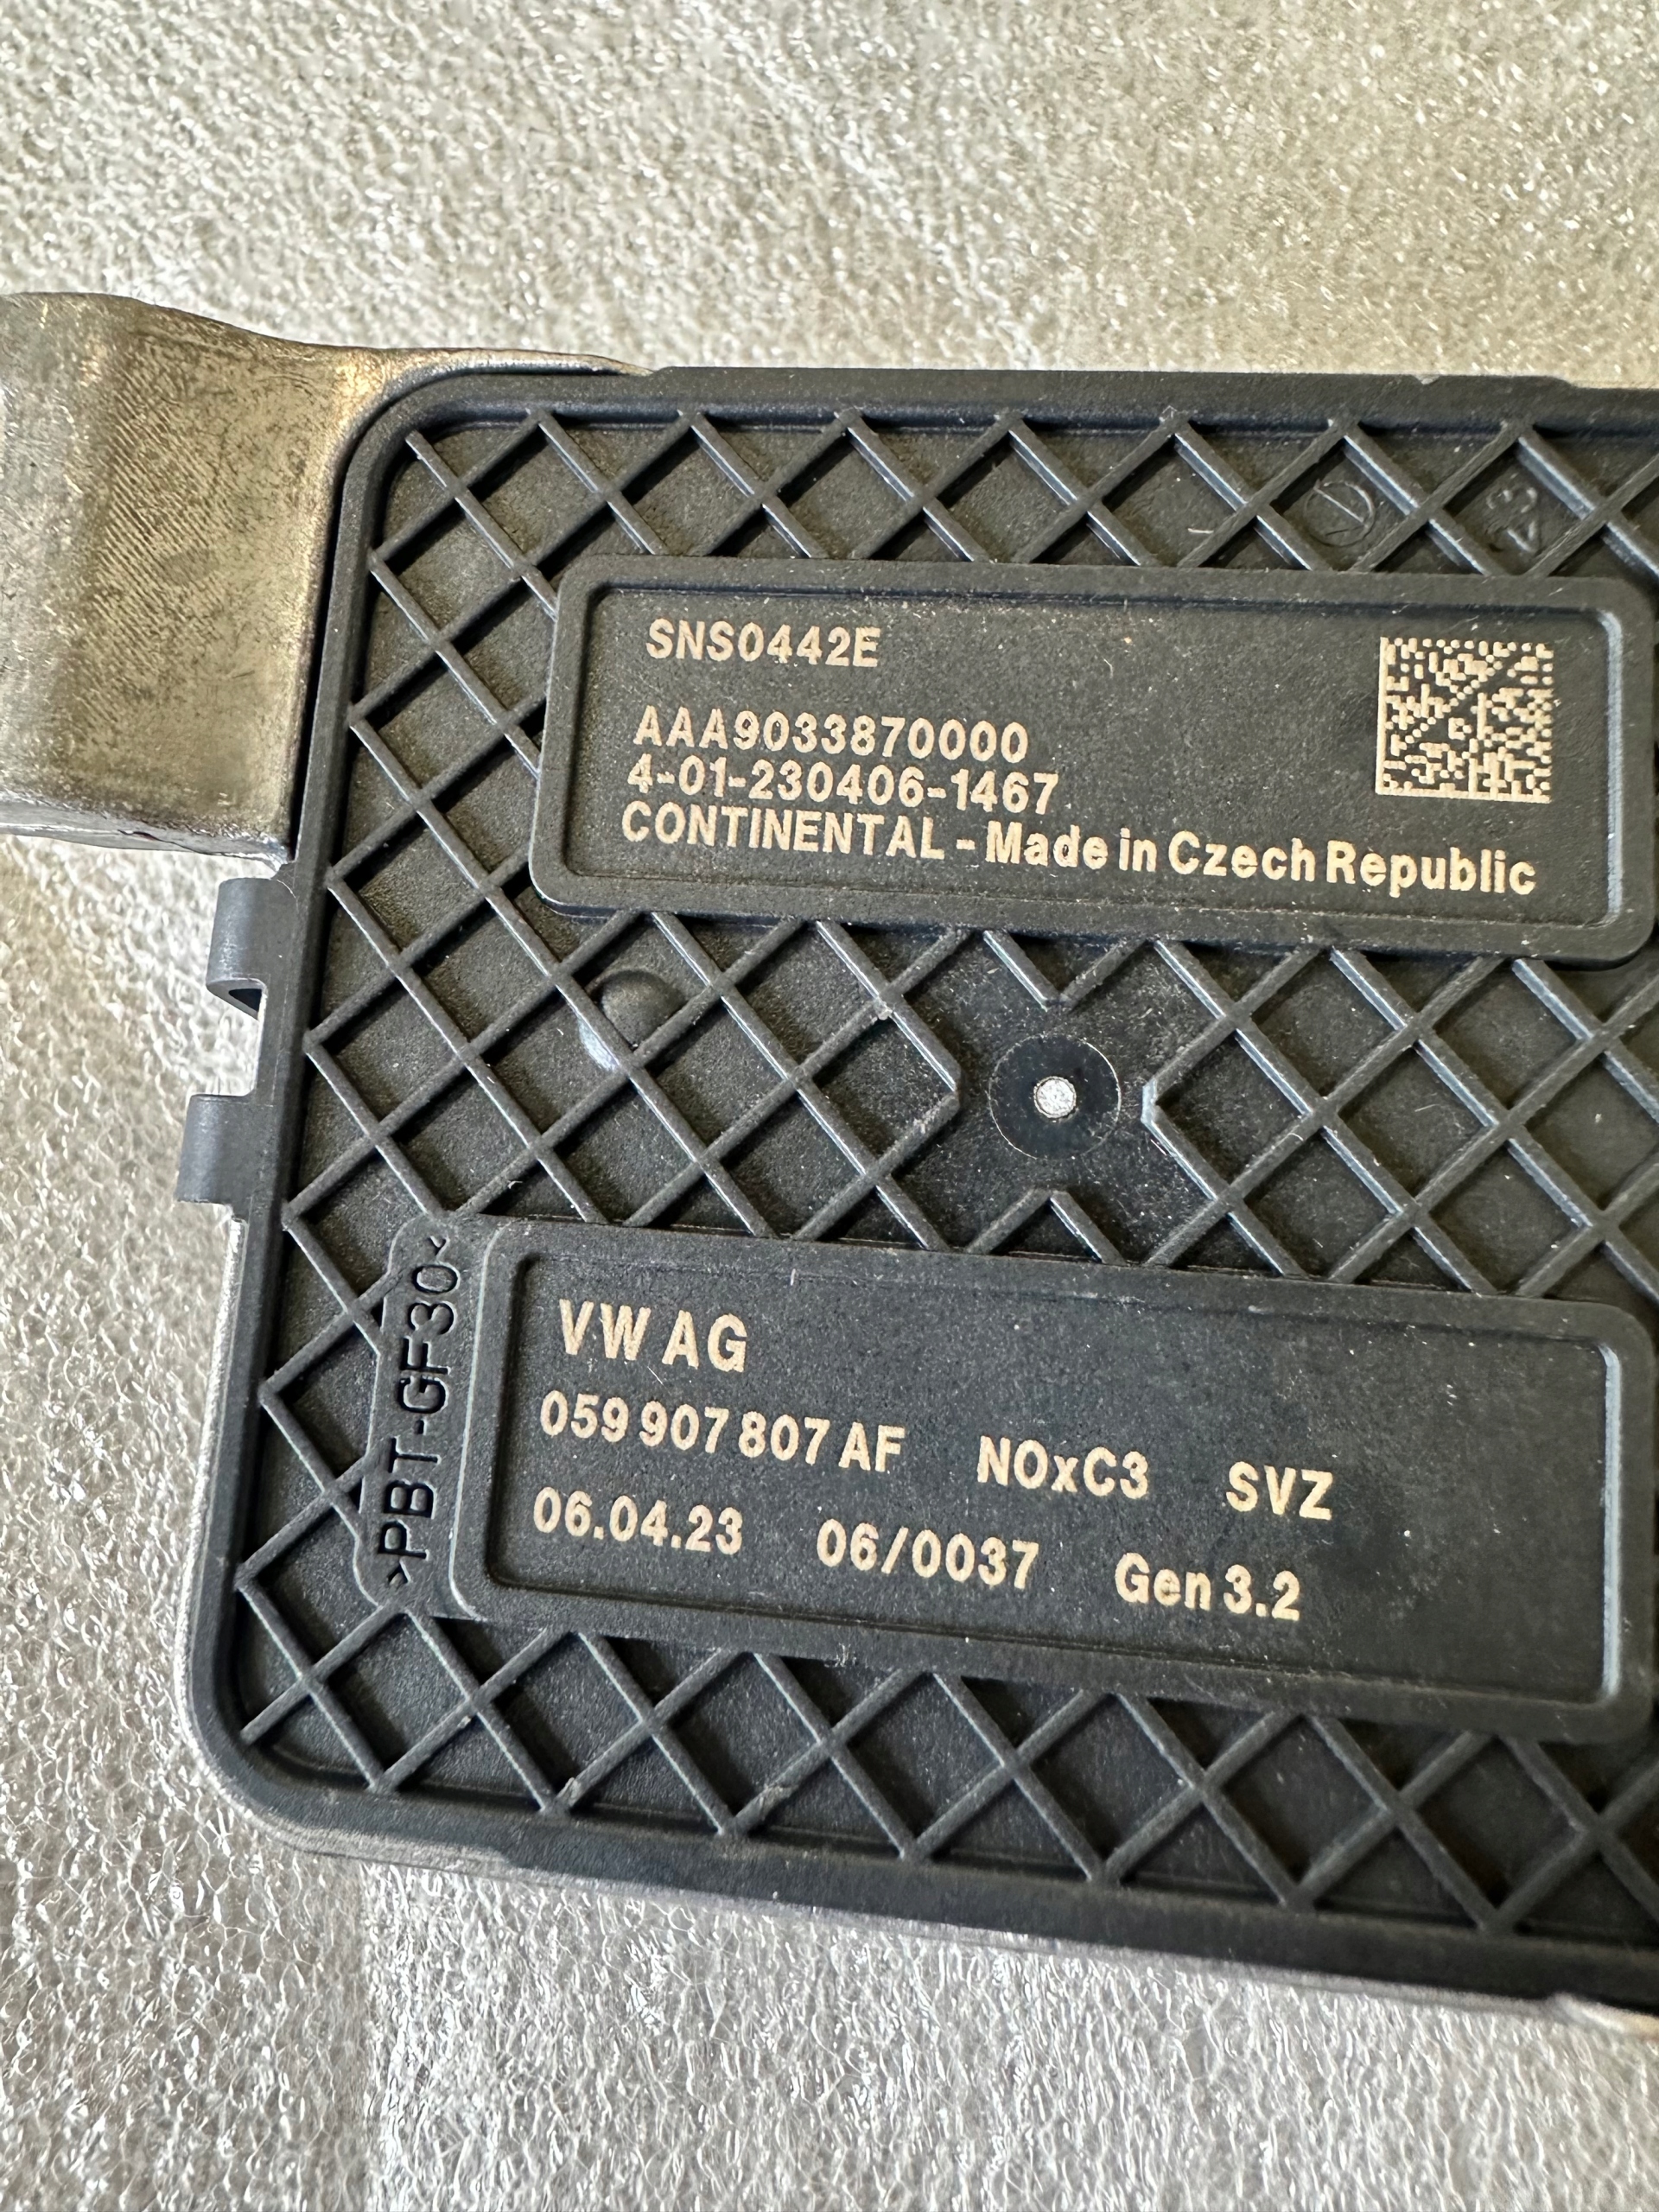 SNS0442E
AAA9033870000
4-01-230406-1467
CONTINENTAL - Made in Czech Republic
>PBT-GF30<
VW AG
059 907 807 AF NOxC3 SVZ
06.04.23 06/0037 Gen 3.2